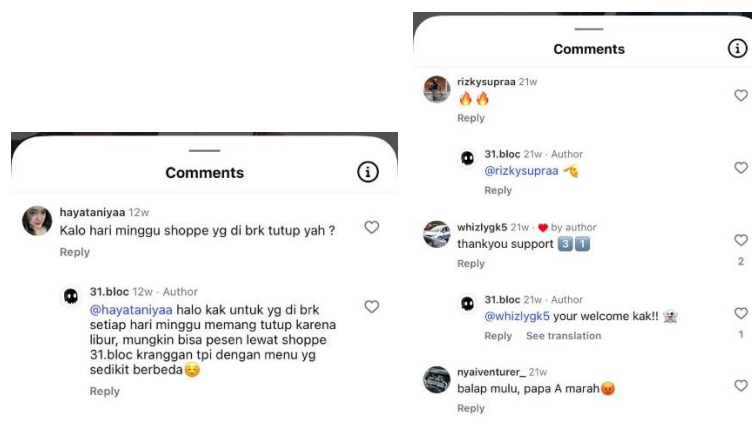 Comments
hayataniyaa 12w
Kalo hari minggu shoppe yg di brk tutup yah ?
Reply
31.bloc 12w · Author
@hayataniyaa halo kak untuk yg di brk
setiap hari minggu memang tutup karena
libur, mungkin bisa pesen lewat shoppe
31.bloc kranggan tpi dengan menu yg
sedikit berbeda☺️
Reply
Comments
rizkysupraa 21w
🔥🔥
Reply
31.bloc 21w · Author
@rizkysupraa 🫡
Reply
whizlygk5 21w · ❤️ by author
thankyou support 3️⃣1️⃣
Reply
2
31.bloc 21w · Author
@whizlygk5 your welcome kak!! 👻
Reply See translation
1
nyaiventurer_ 21w
balap mulu, papa A marah😡
Reply